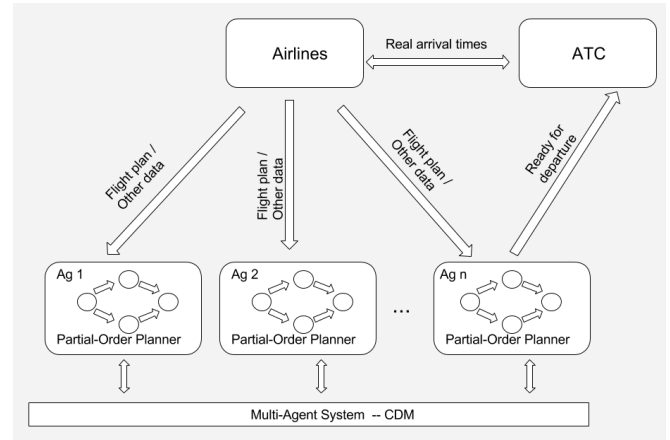 Airlines
Real arrival times
ATC
Flight plan /
Other data
Flight plan /
Other data
Flight plan /
Other data
Ready for
departure
Ag 1
Partial-Order Planner
Ag 2
Partial-Order Planner
...
Ag n
Partial-Order Planner
Multi-Agent System -- CDM